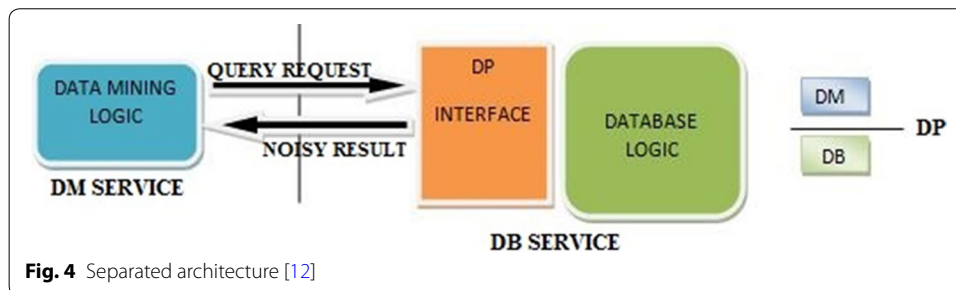 DATA MINING
LOGIC
DM SERVICE
QUERY REQUEST
NOISY RESULT
DP
INTERFACE
DATABASE
LOGIC
DB SERVICE
DM
DB
DP
Fig. 4 Separated architecture [12]